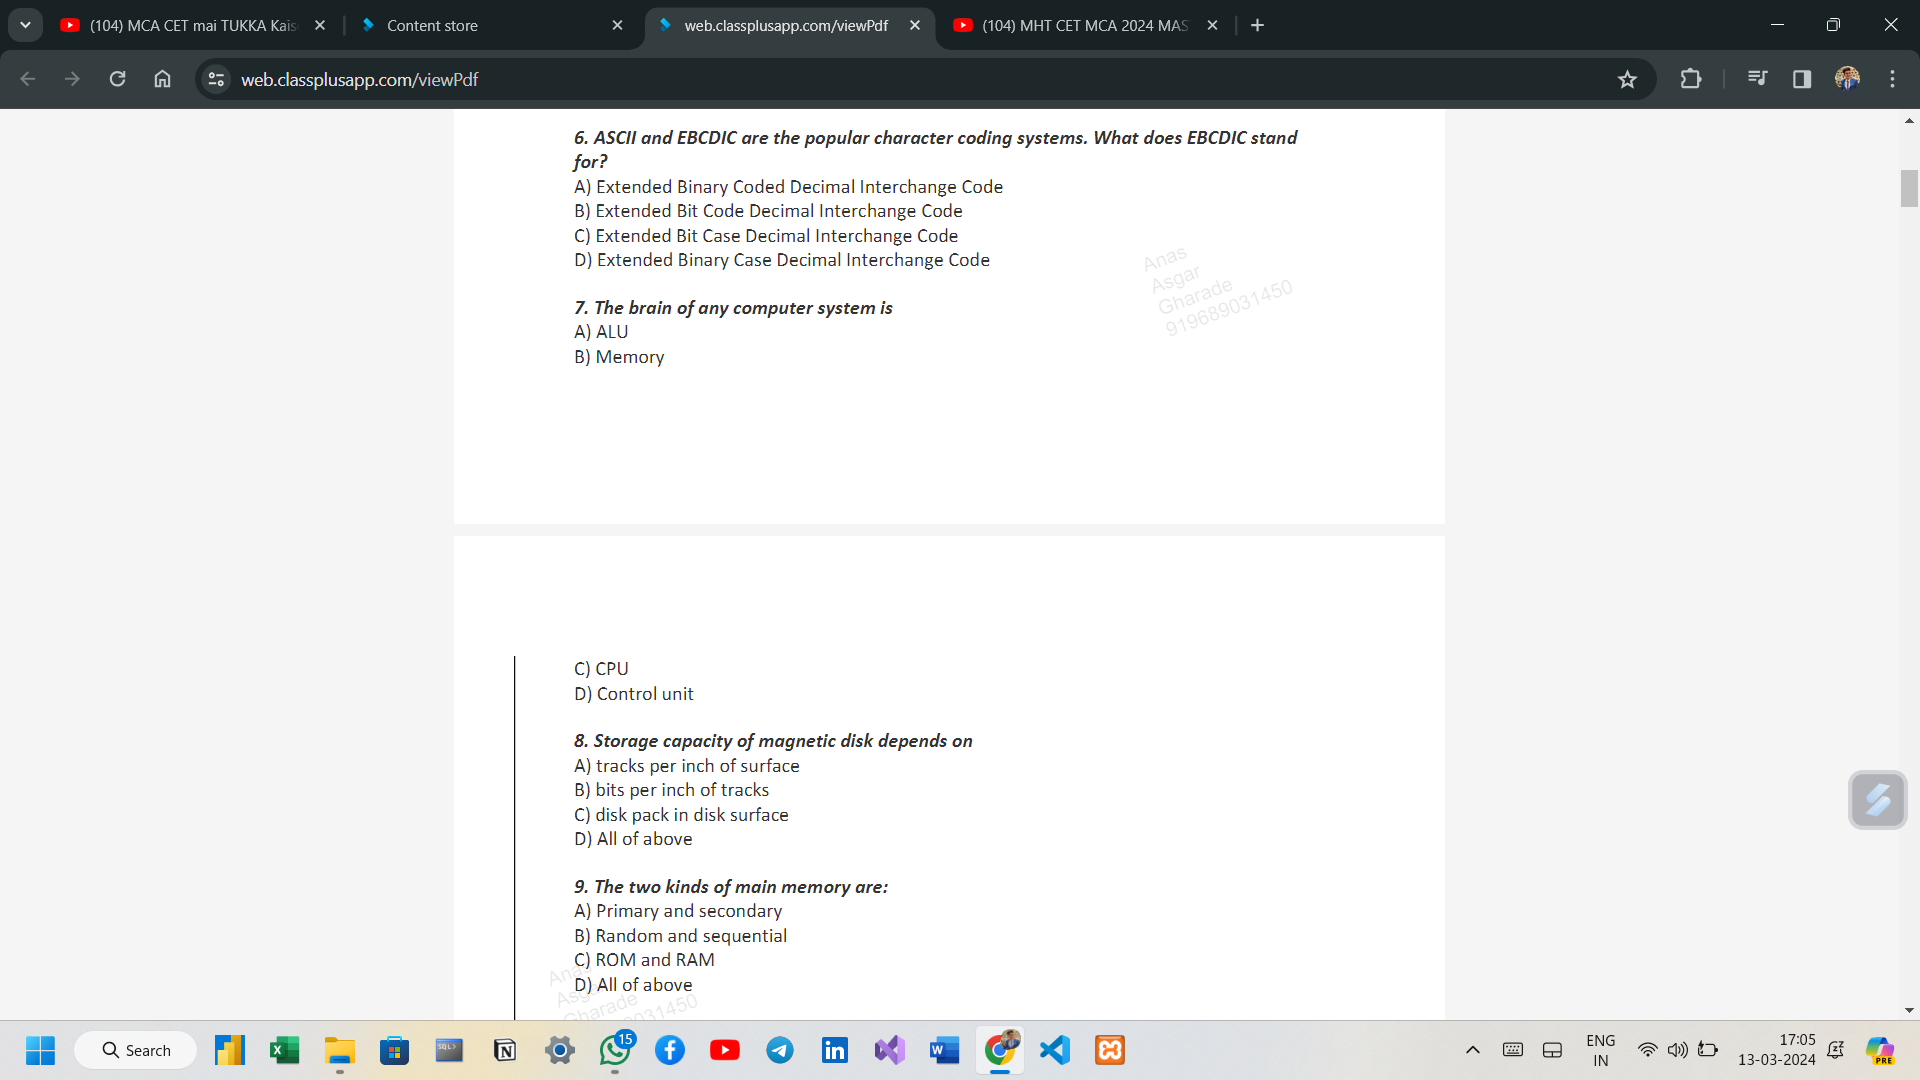 (104) MCA CET mai TUKKA Kais
Content store
web.classplusapp.com/viewPdf
(104) MHT CET MCA 2024 MAS
web.classplusapp.com/viewPdf
6. ASCII and EBCDIC are the popular character coding systems. What does EBCDIC stand
for?
A) Extended Binary Coded Decimal Interchange Code
B) Extended Bit Code Decimal Interchange Code
C) Extended Bit Case Decimal Interchange Code
D) Extended Binary Case Decimal Interchange Code
Anas
Asgar
Gharade
919689031450
7. The brain of any computer system is
A) ALU
B) Memory
C) CPU
D) Control unit
8. Storage capacity of magnetic disk depends on
A) tracks per inch of surface
B) bits per inch of tracks
C) disk pack in disk surface
D) All of above
9. The two kinds of main memory are:
A) Primary and secondary
B) Random and sequential
C) ROM and RAM
D) All of above
Gharade
Search
SQL>
15
ENG
IN
17:05
13-03-2024
PRE